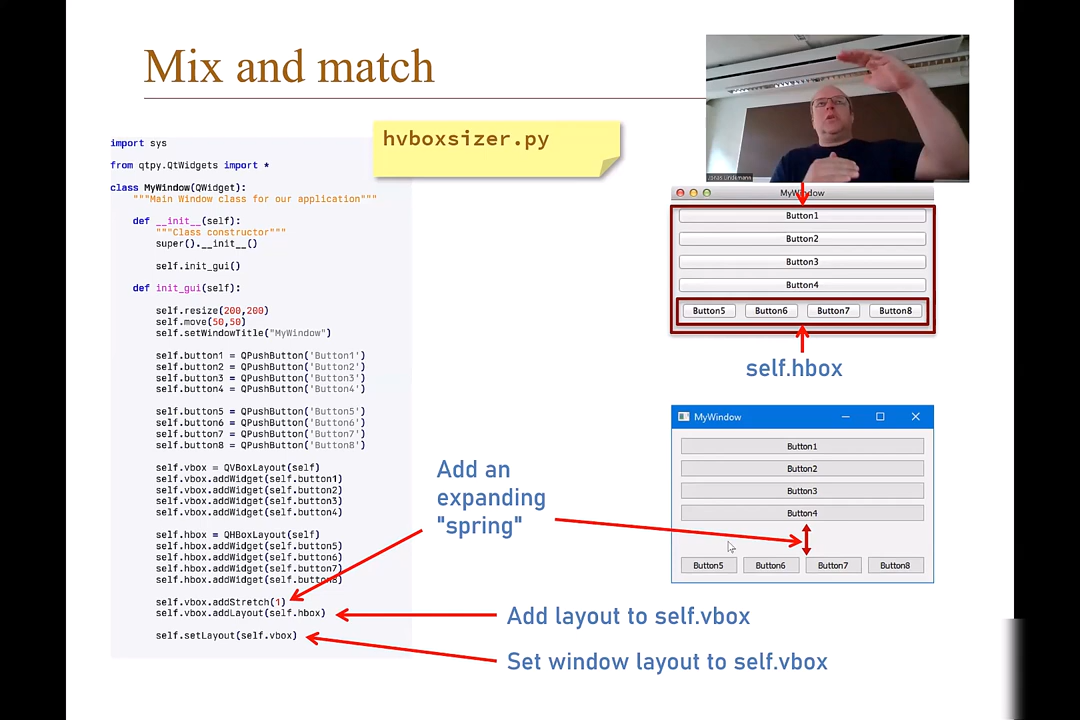 Mix and match
hvboxsizer.py
import sys
from qtpy.QtWidgets import *
class MyWindow(QWidget):
"""Main Window class for our application"""
def __init__(self):
"""Class constructor"""
super().__init__()
self.init_gui()
def init_gui(self):
self.resize(200,200)
self.move(50,50)
self.setWindowTitle("MyWindow")
self.button1 = QPushButton('Button1')
self.button2 = QPushButton('Button2')
self.button3 = QPushButton('Button3')
self.button4 = QPushButton('Button4')
self.button5 = QPushButton('Button5')
self.button6 = QPushButton('Button6')
self.button7 = QPushButton('Button7')
self.button8 = QPushButton('Button8')
self.vbox = QVBoxLayout(self)
self.vbox.addWidget(self.button1)
self.vbox.addWidget(self.button2)
self.vbox.addWidget(self.button3)
self.vbox.addWidget(self.button4)
self.hbox = QHBoxLayout(self)
self.hbox.addWidget(self.button5)
self.hbox.addWidget(self.button6)
self.hbox.addWidget(self.button7)
self.hbox.addWidget(self.button8)
self.vbox.addStretch(1)
self.vbox.addLayout(self.hbox)
self.setLayout(self.vbox)
Jonas Lindemann
MyWindow
Button1
Button2
Button3
Button4
Button5 Button6 Button7 Button8
self.hbox
MyWindow
Button1
Button2
Button3
Button4
Button5 Button6 Button7 Button8
Add an
expanding
"spring"
Add layout to self.vbox
Set window layout to self.vbox